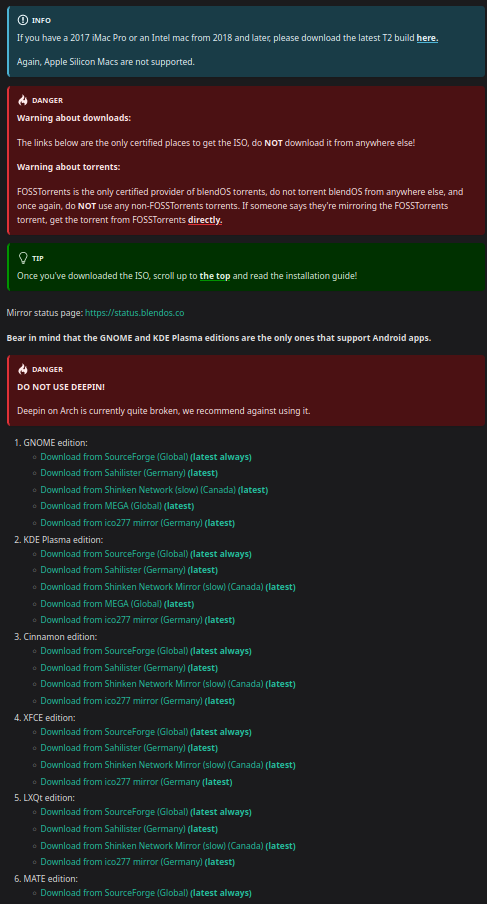 INFO
If you have a 2017 iMac Pro or an Intel mac from 2018 and later, please download the latest T2 build here.
Again, Apple Silicon Macs are not supported.
DANGER
Warning about downloads:
The links below are the only certified places to get the ISO, do NOT download it from anywhere else!
Warning about torrents:
FOSSTorrents is the only certified provider of blendOS torrents, do not torrent blendOS from anywhere else, and
once again, do NOT use any non-FOSSTorrents torrents. If someone says they're mirroring the FOSSTorrents
torrent, get the torrent from FOSSTorrents directly.
TIP
Once you've downloaded the ISO, scroll up to the top and read the installation guide!
Mirror status page: https://status.blendos.co
Bear in mind that the GNOME and KDE Plasma editions are the only ones that support Android apps.
DANGER
DO NOT USE DEEPIN!
Deepin on Arch is currently quite broken, we recommend against using it.
1. GNOME edition:
Download from SourceForge (Global) (latest always)
Download from Sahilister (Germany) (latest)
Download from Shinken Network (slow) (Canada) (latest)
Download from MEGA (Global) (latest)
Download from ico277 mirror (Germany) (latest)
2. KDE Plasma edition:
Download from SourceForge (Global) (latest always)
Download from Sahilister (Germany) (latest)
Download from Shinken Network Mirror (slow) (Canada) (latest)
Download from MEGA (Global) (latest)
Download from ico277 mirror (Germany) (latest)
3. Cinnamon edition:
Download from SourceForge (Global) (latest always)
Download from Sahilister (Germany) (latest)
Download from Shinken Network Mirror (slow) (Canada) (latest)
Download from ico277 mirror (Germany) (latest)
4. XFCE edition:
Download from SourceForge (Global) (latest always)
Download from Sahilister (Germany) (latest)
Download from Shinken Network Mirror (slow) (Canada) (latest)
Download from ico277 mirror (Germany (latest)
5. LXQt edition:
Download from SourceForge (Global) (latest always)
Download from Sahilister (Germany) (latest)
Download from Shinken Network Mirror (slow) (Canada) (latest)
Download from ico277 mirror (Germany) (latest)
6. MATE edition:
Download from SourceForge (Global) (latest always)